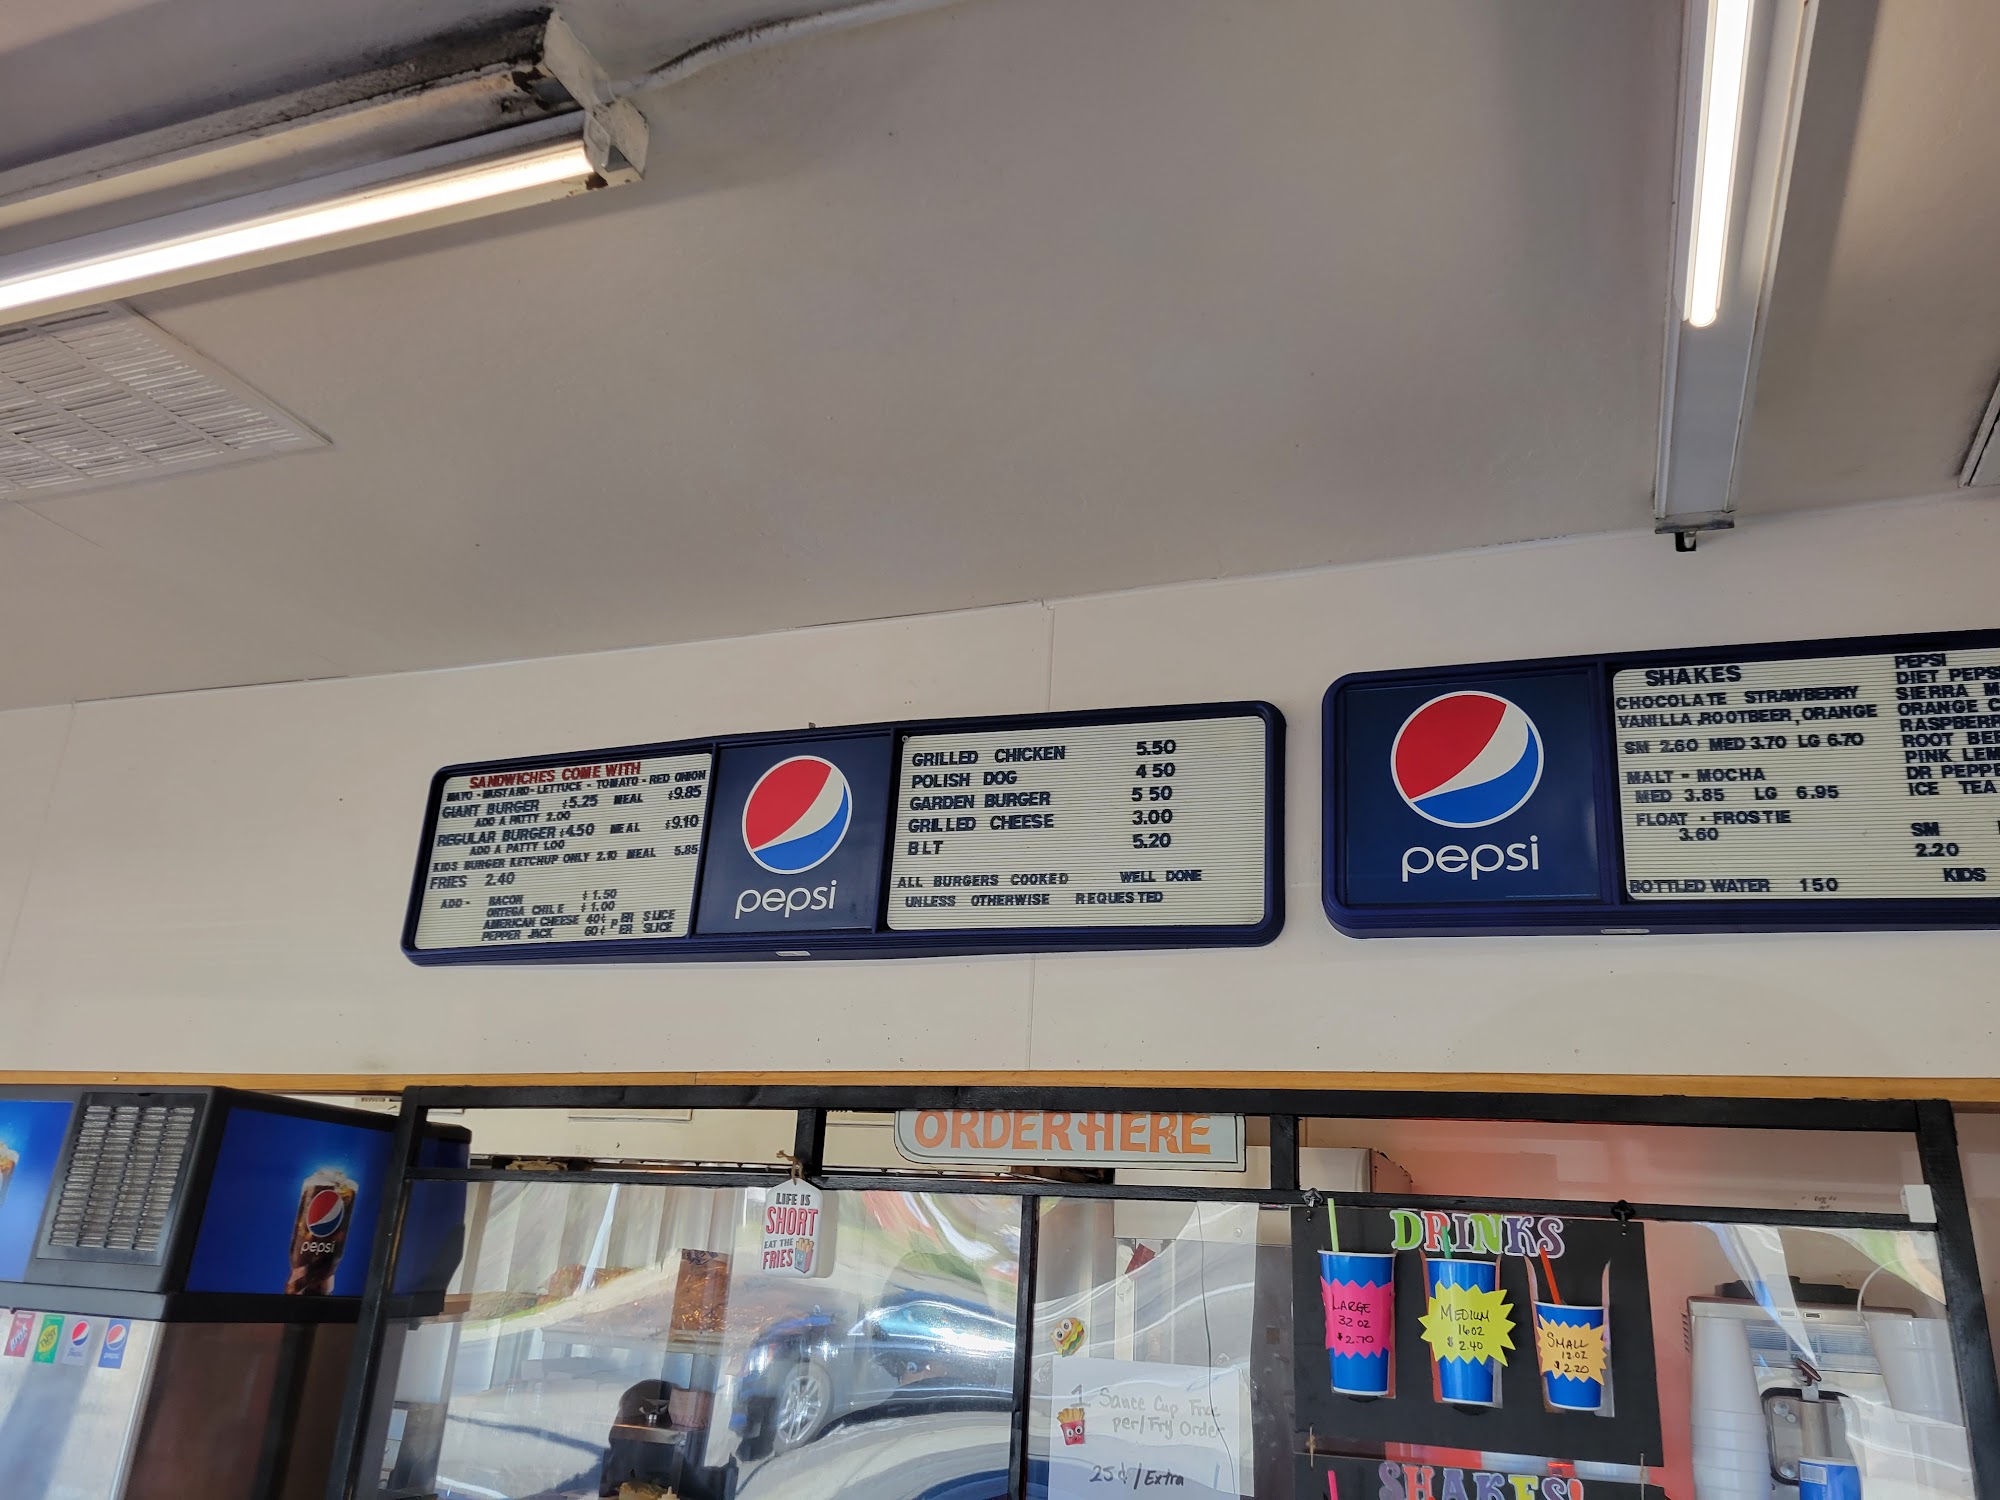 SANDWICHES COME WITH
MAYO - MUSTARD - LETTUCE - TOMAYO - RED ONION
GIANT BURGER $5.25 MEAL $9.85
ADD A PATTY 2.00
REGULAR BURGER $4.50 MEAL $9.10
ADD A PATTY 1.00
KIDS BURGER KETCHUP ONLY 2.10 MEAL 5.85
FRIES 2.40
ADD - BACON $1.50
ORTEGA CHILE $1.00
AMERICAN CHEESE 40¢ PER SLICE
PEPPER JACK 60¢ PER SLICE
pepsi
GRILLED CHICKEN 5.50
POLISH DOG 4 50
GARDEN BURGER 5 50
GRILLED CHEESE 3.00
BLT 5.20
ALL BURGERS COOKED WELL DONE
UNLESS OTHERWISE REQUESTED
pepsi
SHAKES
CHOCOLATE STRAWBERRY
VANILLA, ROOTBEER, ORANGE
SM 2.60 MED 3.70 LG 6.70
MALT - MOCHA
MED 3.85 LG 6.95
FLOAT - FROSTIE
3.60
BOTTLED WATER 1 50
PEPSI
DIET PEPS
SIERRA M
ORANGE C
RASPBERR
ROOT BEE
PINK LEM
DR PEPPE
ICE TEA
SM
2.20
KIDS
ORDER HERE
pepsi
LIFE IS
SHORT
EAT THE
FRIES
DRINKS
LARGE
32 OZ
$2.70
MEDIUM
16 OZ
$2.40
SMALL
12 OZ
$2.20
1 Sauce Cup Free
per/Fry Order
25¢/Extra
SHAKES!